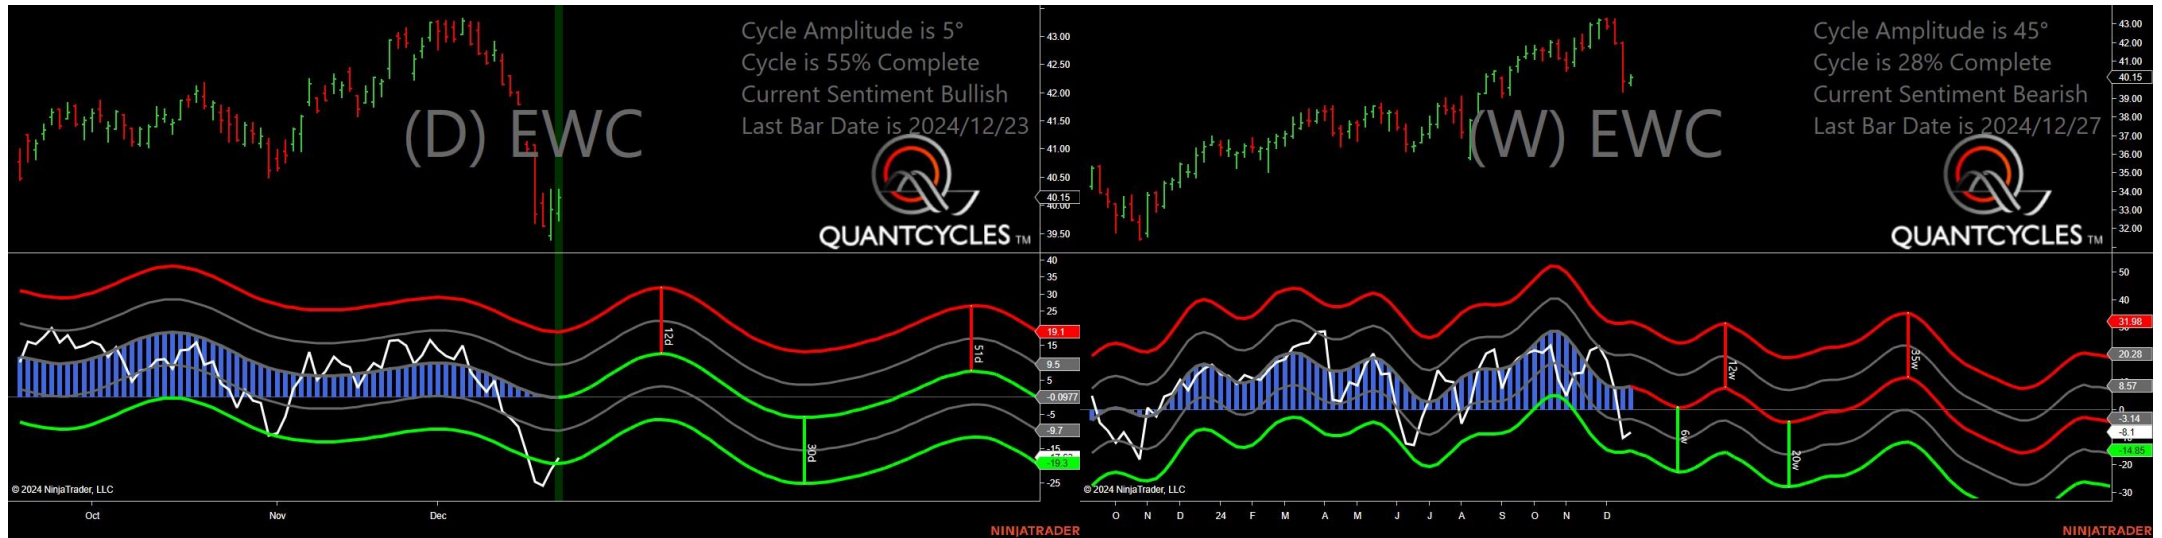 Cycle Amplitude is 5°
Cycle is 55% Complete
Current Sentiment Bullish
Last Bar Date is 2024/12/23
(D) EWC
QUANTCYCLES TM
43.00
42.50
42.00
41.50
41.00
40.50
40.15
40.00
39.50
40
35
30
25
19.1
15
9.5
5
-0.0977
-5
-9.7
-15
-19.3
-25
12d
30d
51d
© 2024 NinjaTrader, LLC
Oct Nov Dec
NINJATRADER
Cycle Amplitude is 45°
Cycle is 28% Complete
Current Sentiment Bearish
Last Bar Date is 2024/12/27
(W) EWC
QUANTCYCLES TM
43.00
42.00
41.00
40.15
39.00
38.00
37.00
36.00
35.00
34.00
33.00
32.00
50
40
31.98
20.28
8.57
0
-3.14
-8.1
-14.85
-20
-30
6w
12w
20w
35w
© 2024 NinjaTrader, LLC
O N D 24 F M A M J J A S O N D
NINJATRADER